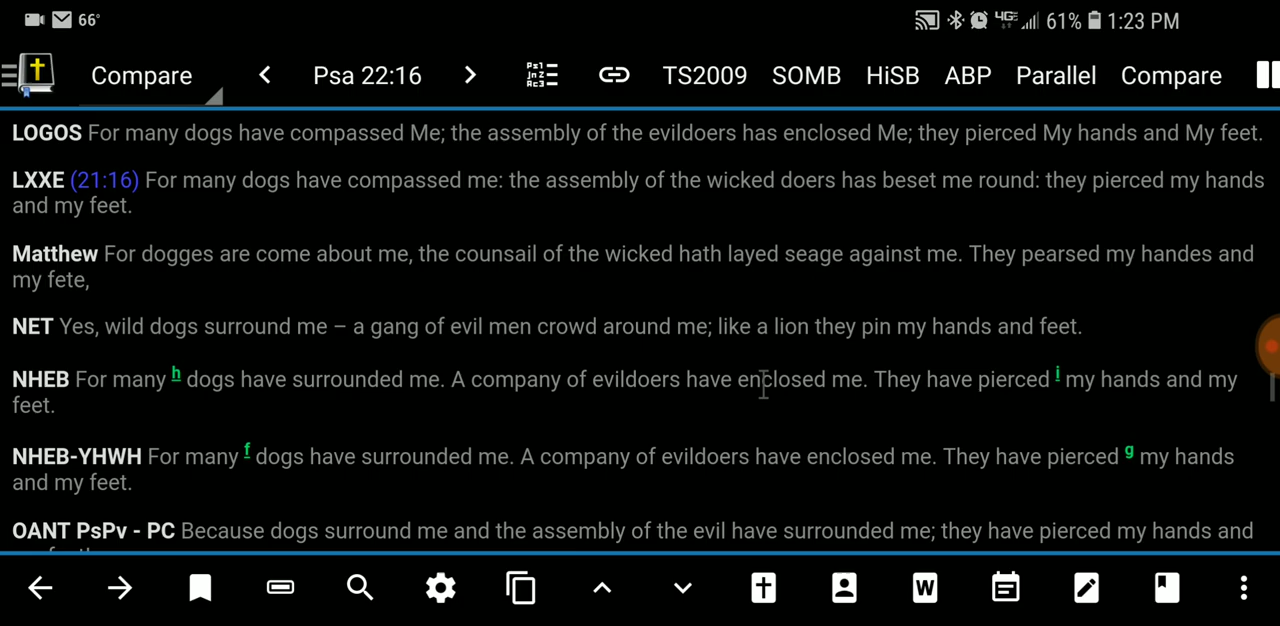 66° 4GE 61% 1:23 PM
Compare Psa 22:16 TS2009 SOMB HiSB ABP Parallel Compare
LOGOS For many dogs have compassed Me; the assembly of the evildoers has enclosed Me; they pierced My hands and My feet.
LXXE (21:16) For many dogs have compassed me: the assembly of the wicked doers has beset me round: they pierced my hands
and my feet.
Matthew For dogges are come about me, the counsail of the wicked hath layed seage against me. They pearsed my handes and
my fete,
NET Yes, wild dogs surround me – a gang of evil men crowd around me; like a lion they pin my hands and feet.
NHEB For many h dogs have surrounded me. A company of evildoers have enclosed me. They have pierced i my hands and my
feet.
NHEB-YHWH For many f dogs have surrounded me. A company of evildoers have enclosed me. They have pierced g my hands
and my feet.
OANT PsPv - PC Because dogs surround me and the assembly of the evil have surrounded me; they have pierced my hands and
W